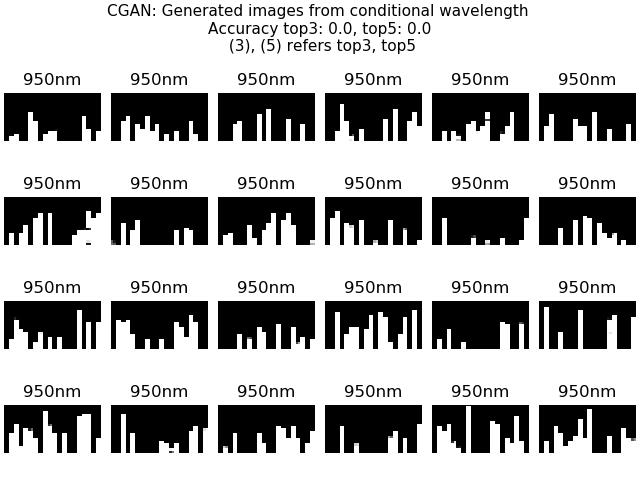 CGAN: Generated images from conditional wavelength
Accuracy top3: 0.0, top5: 0.0
(3), (5) refers top3, top5
950nm 950nm 950nm 950nm 950nm 950nm
950nm 950nm 950nm 950nm 950nm 950nm
950nm 950nm 950nm 950nm 950nm 950nm
950nm 950nm 950nm 950nm 950nm 950nm